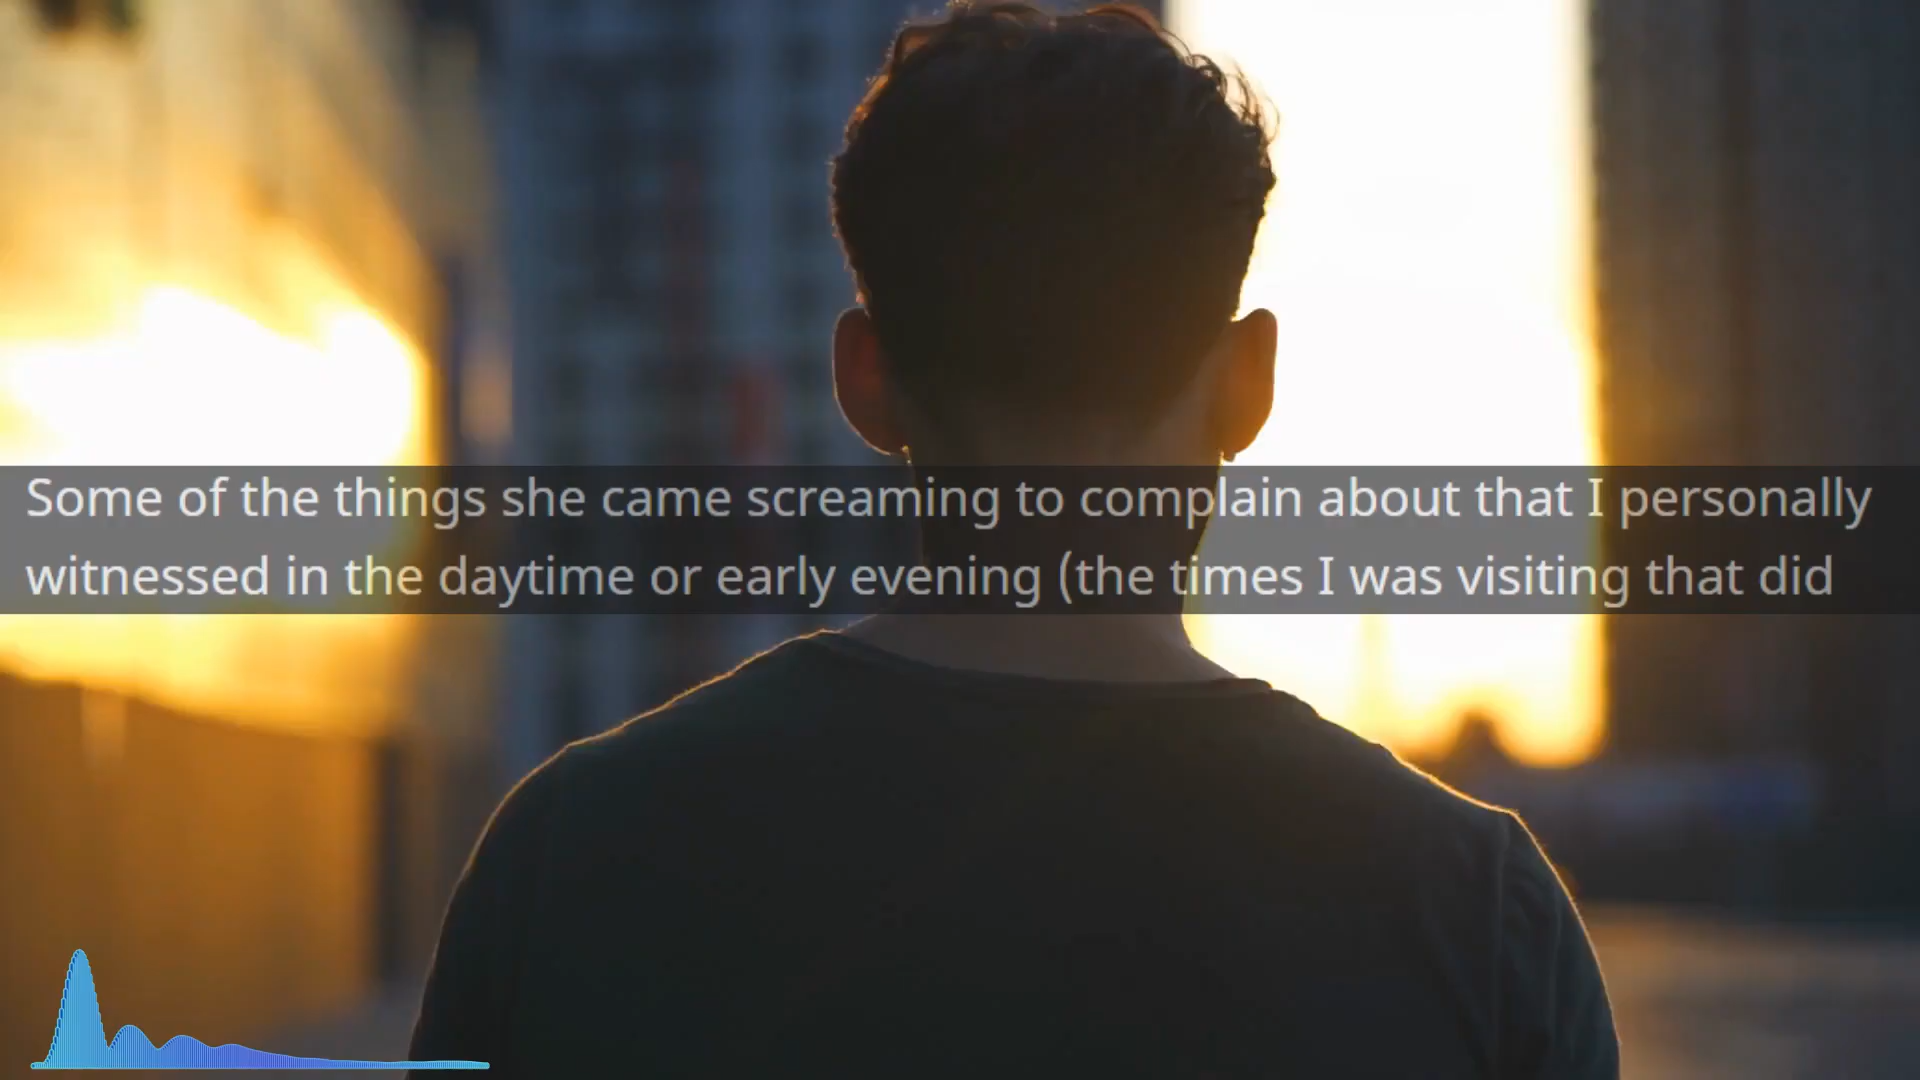 Some of the things she came screaming to complain about that I personally
witnessed in the daytime or early evening (the times I was visiting that did